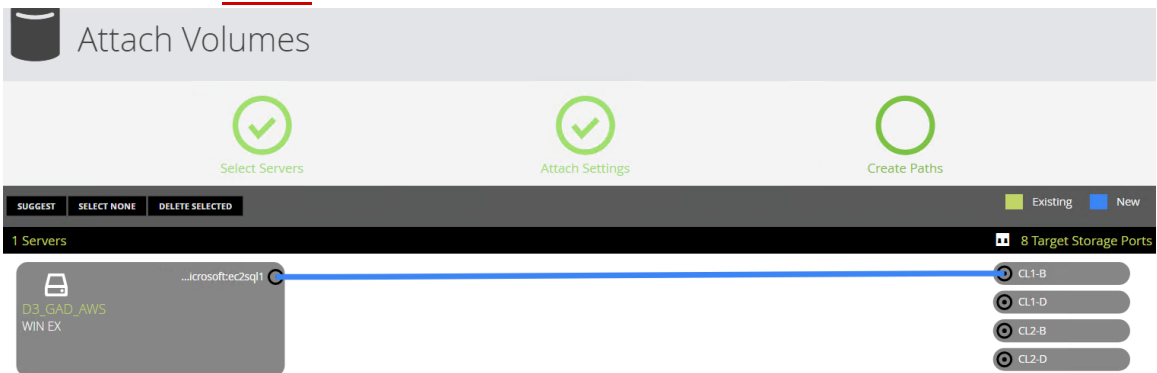 Attach Volumes
Select Servers
Attach Settings
Create Paths
SUGGEST SELECT NONE DELETE SELECTED Existing New
1 Servers 8 Target Storage Ports
...icrosoft:ec2sql1 CL1-B
D3_GAD_AWS CL1-D
WIN EX CL2-B
CL2-D